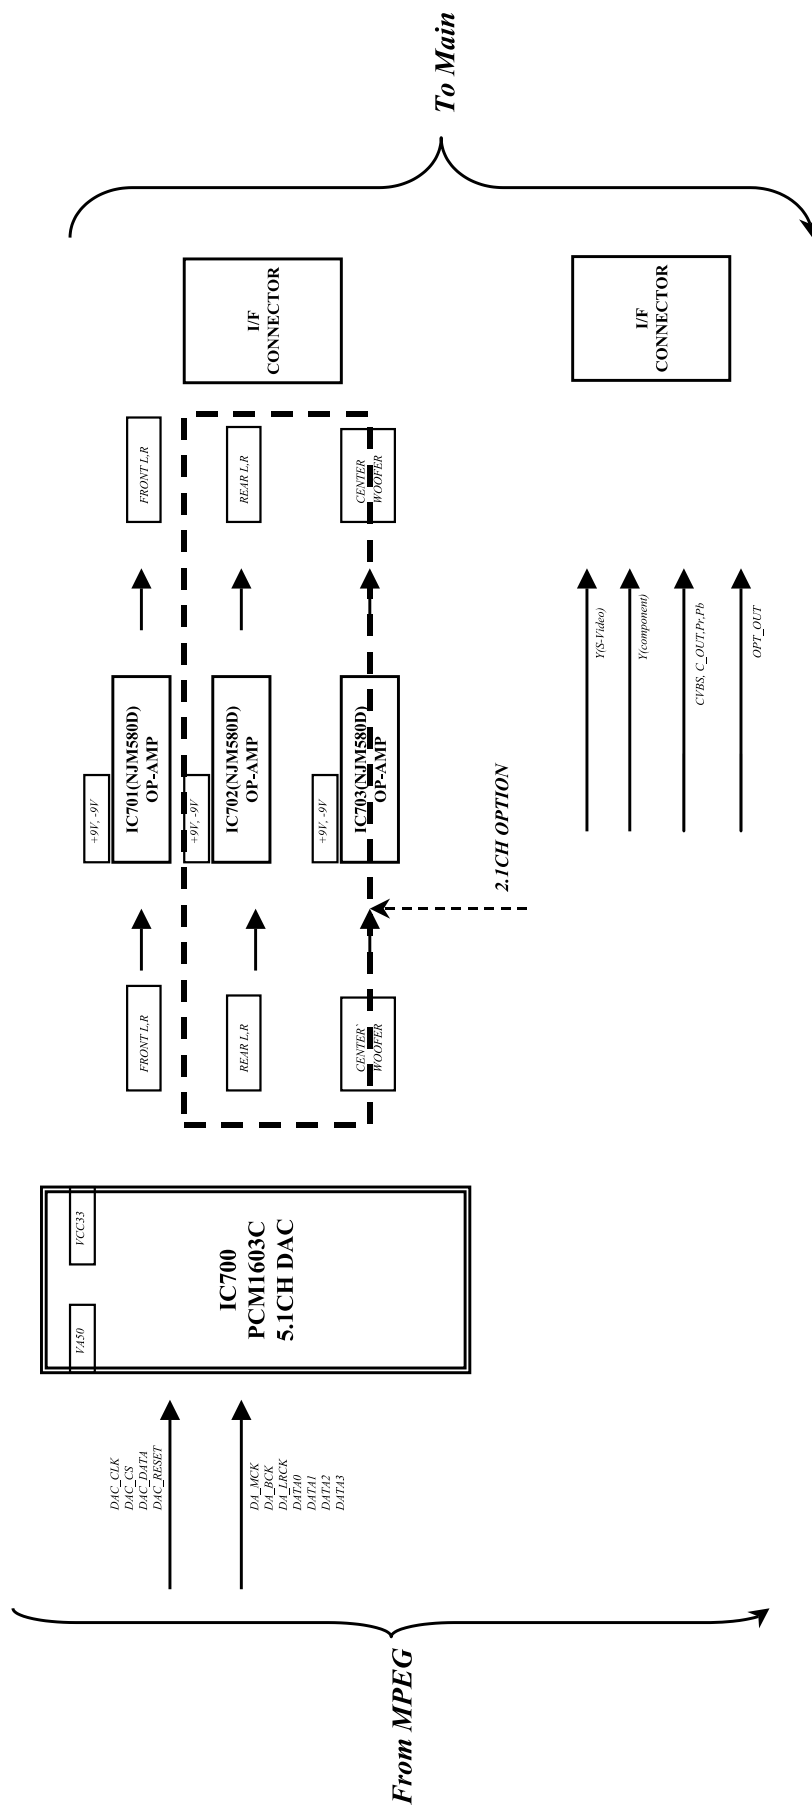 To Main
I/F
CONNECTOR
I/F
CONNECTOR
FRONT L,R
REAR L,R
CENTER
WOOFER
Y(S-Video)
Y(component)
CVBS, C_OUT,Pr,Pb
OPT_OUT
+9V, -9V
IC701(NJM580D)
OP-AMP
+9V, -9V
IC702(NJM580D)
OP-AMP
+9V, -9V
IC703(NJM580D)
OP-AMP
2.1CH OPTION
FRONT L,R
REAR L,R
CENTER`
WOOFER
VCC33
VA50
IC700
PCM1603C
5.1CH DAC
DAC_CLK
DAC_CS
DAC_DATA
DAC_RESET
DA_MCK
DA_BCK
DA_LRCK
DATA0
DATA1
DATA2
DATA3
From MPEG